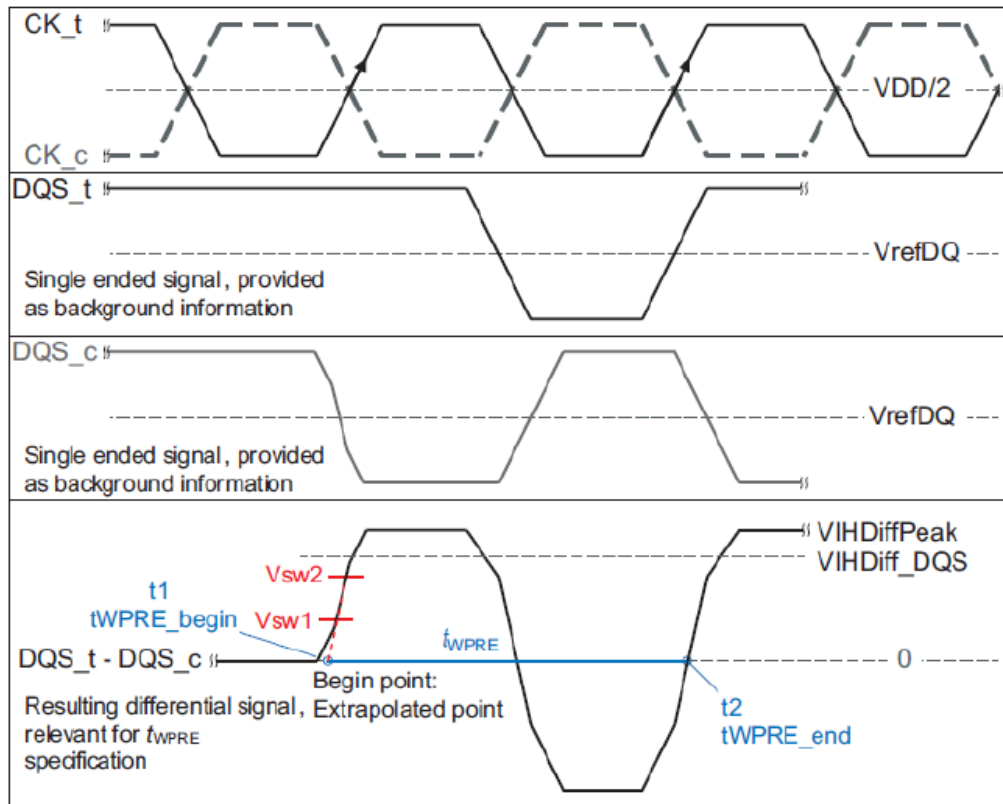 CK_t
VDD/2
CK_c
DQS_t
VrefDQ
Single ended signal, provided
as background information
DQS_c
VrefDQ
Single ended signal, provided
as background information
VIHDiffPeak
VIHDiff_DQS
Vsw2
t1
tWPRE_begin
Vsw1
tWPRE
DQS_t - DQS_c
0
Begin point:
Extrapolated point
Resulting differential signal,
relevant for tWPRE
specification
t2
tWPRE_end